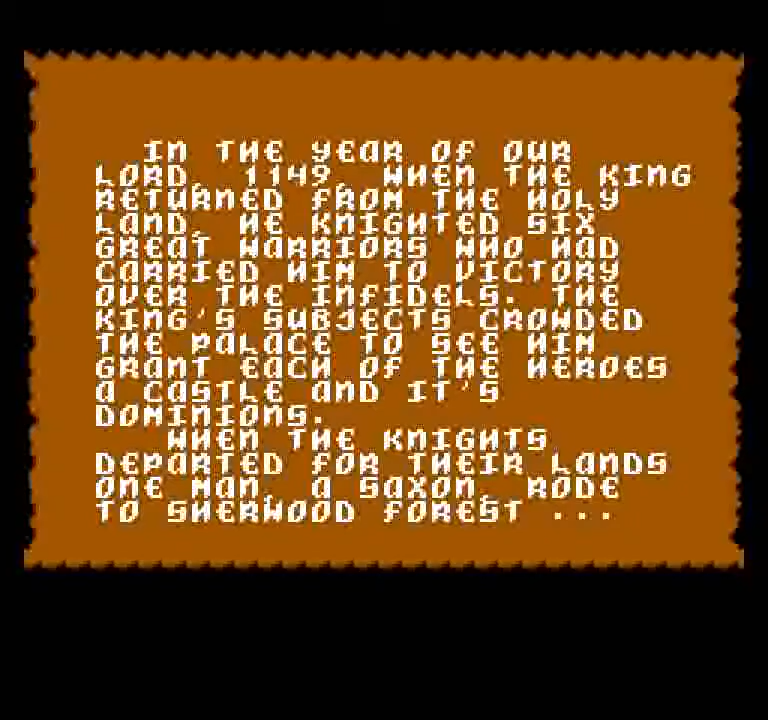 IN THE YEAR OF OUR
LORD, 1149, WHEN THE KING
RETURNED FROM THE HOLY
LAND, HE KNIGHTED SIX
GREAT WARRIORS WHO HAD
CARRIED HIM TO VICTORY
OVER THE INFIDELS. THE
KING'S SUBJECTS CROWDED
THE PALACE TO SEE HIM
GRANT EACH OF THE HEROES
A CASTLE AND IT'S
DOMINIONS.
WHEN THE KNIGHTS
DEPARTED FOR THEIR LANDS
ONE MAN, A SAXON, RODE
TO SHERWOOD FOREST ...